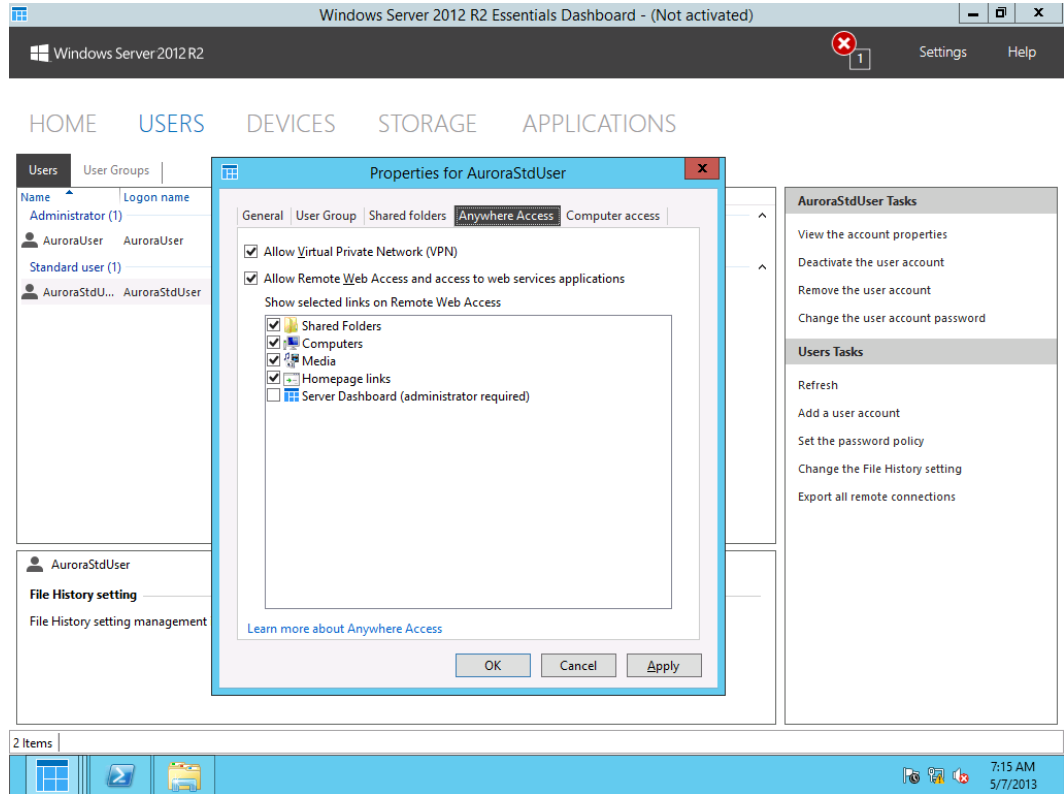 Windows Server 2012 R2 Essentials Dashboard - (Not activated)
Windows Server 2012 R2
1
Settings
Help
HOME
USERS
DEVICES
STORAGE
APPLICATIONS
Users
User Groups
Name
Logon name
Administrator (1)
AuroraUser
AuroraUser
Standard user (1)
AuroraStdU...
AuroraStdUser
Properties for AuroraStdUser
General
User Group
Shared folders
Anywhere Access
Computer access
Allow Virtual Private Network (VPN)
Allow Remote Web Access and access to web services applications
Show selected links on Remote Web Access
Shared Folders
Computers
Media
Homepage links
Server Dashboard (administrator required)
Learn more about Anywhere Access
OK
Cancel
Apply
AuroraStdUser Tasks
View the account properties
Deactivate the user account
Remove the user account
Change the user account password
Users Tasks
Refresh
Add a user account
Set the password policy
Change the File History setting
Export all remote connections
AuroraStdUser
File History setting
File History setting management
2 Items
7:15 AM
5/7/2013